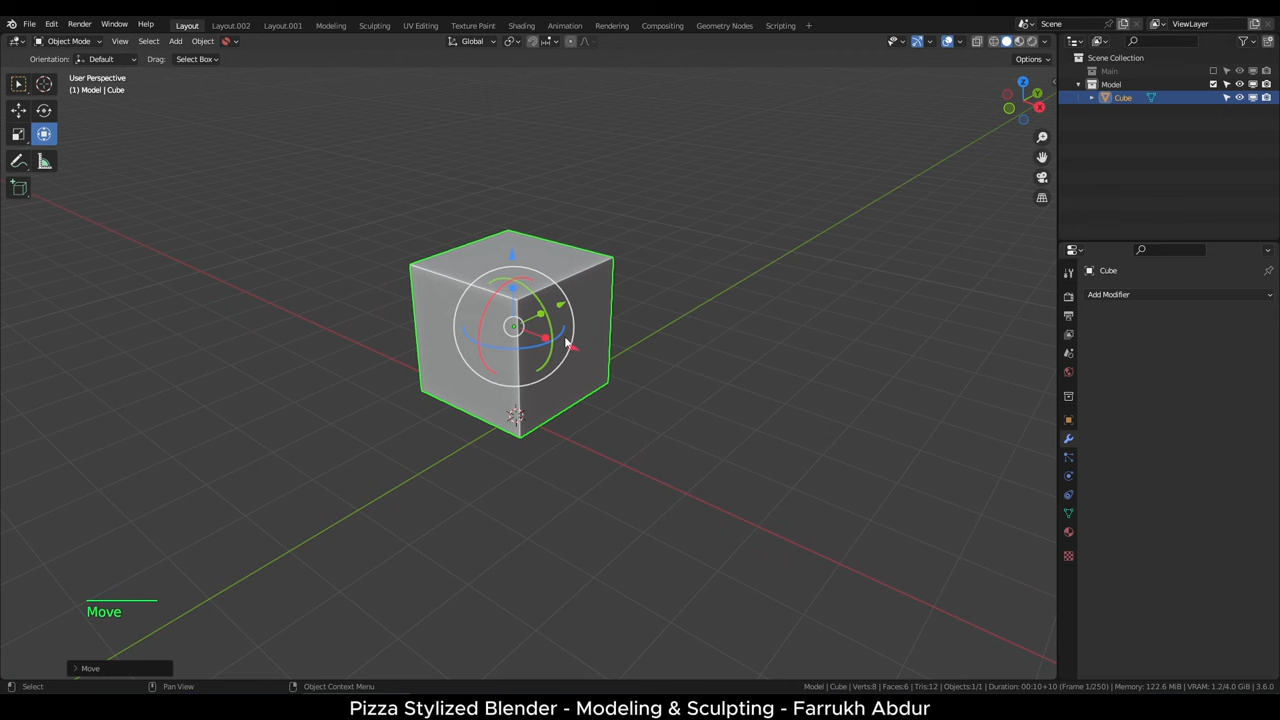 File Edit Render Window Help Layout Layout.002 Layout.001 Modeling Sculpting UV Editing Texture Paint Shading Animation Rendering Compositing Geometry Nodes Scripting + Scene ViewLayer
Object Mode View Select Add Object Global
Orientation: Default Drag: Select Box Options
User Perspective
(1) Model | Cube
Z
Y
X
Scene Collection
Main
Model
Cube
Cube
Add Modifier
Move
Move
Select Pan View Object Context Menu Model | Cube | Verts:8 | Faces:6 | Tris:12 | Objects:1/1 | Duration: 00:10+10 (Frame 1/250) | Memory: 122.6 MiB | VRAM: 1.2/4.0 GiB | 3.6.0
Pizza Stylized Blender - Modeling & Sculpting - Farrukh Abdur